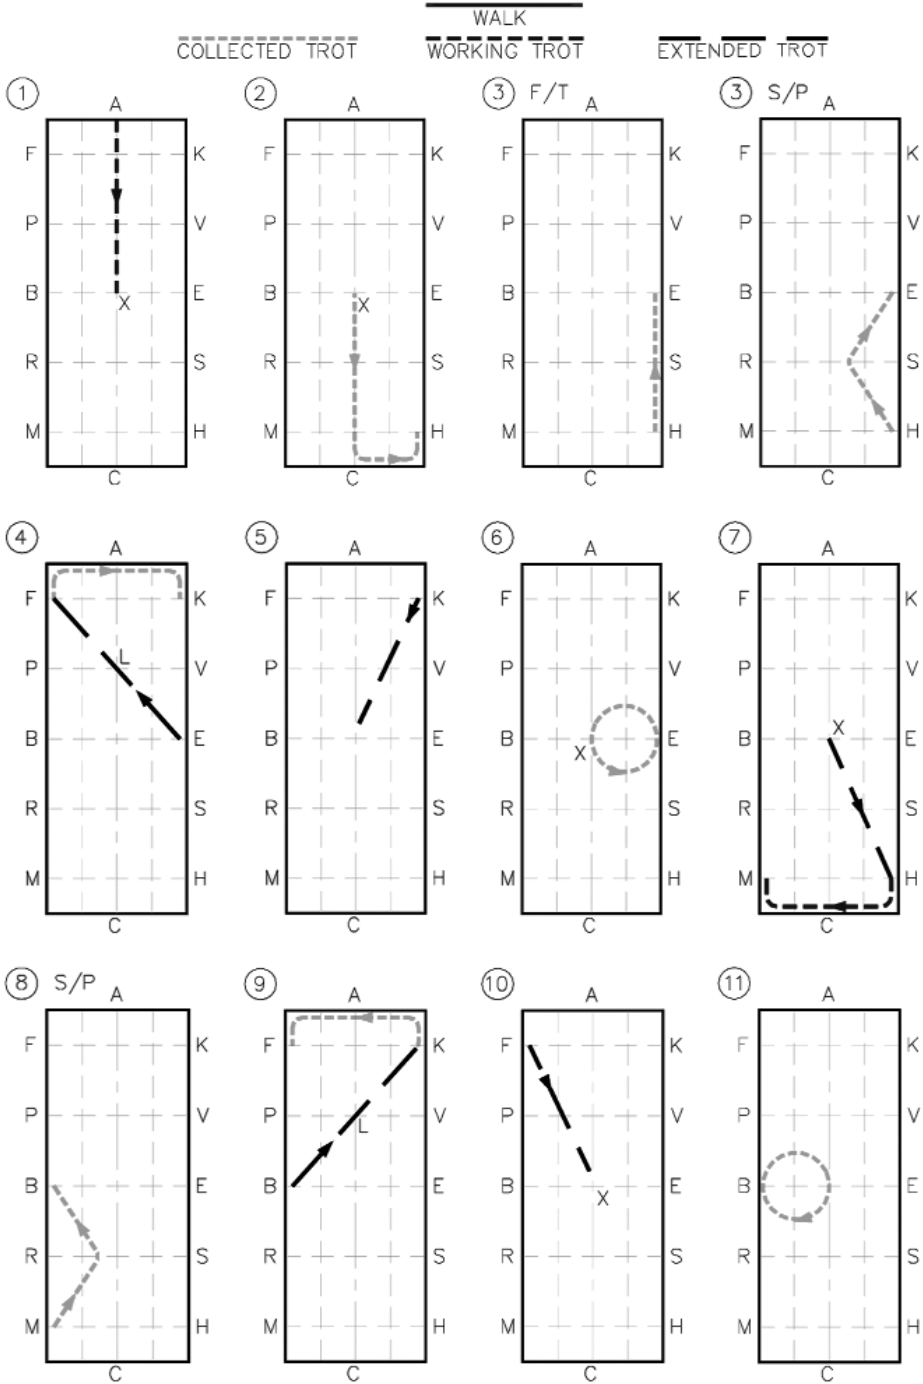 WALK
COLLECTED TROT WORKING TROT EXTENDED TROT
1 2 3 F/T 3 S/P
A A A A
F K F K F K F K
P V P V P V P V
B E B E B E B E
X X
R S R S R S R S
M H M H M H M H
C C C C
4 5 6 7
A A A A
F K F K F K F K
L
P V P V P V P V
X
B E B E B E B E
X
R S R S R S R S
M H M H M H M H
C C C C
8 S/P 9 10 11
A A A A
F K F K F K F K
P V P V P V P V
L
B E B E B E B E
X
R S R S R S R S
M H M H M H M H
C C C C